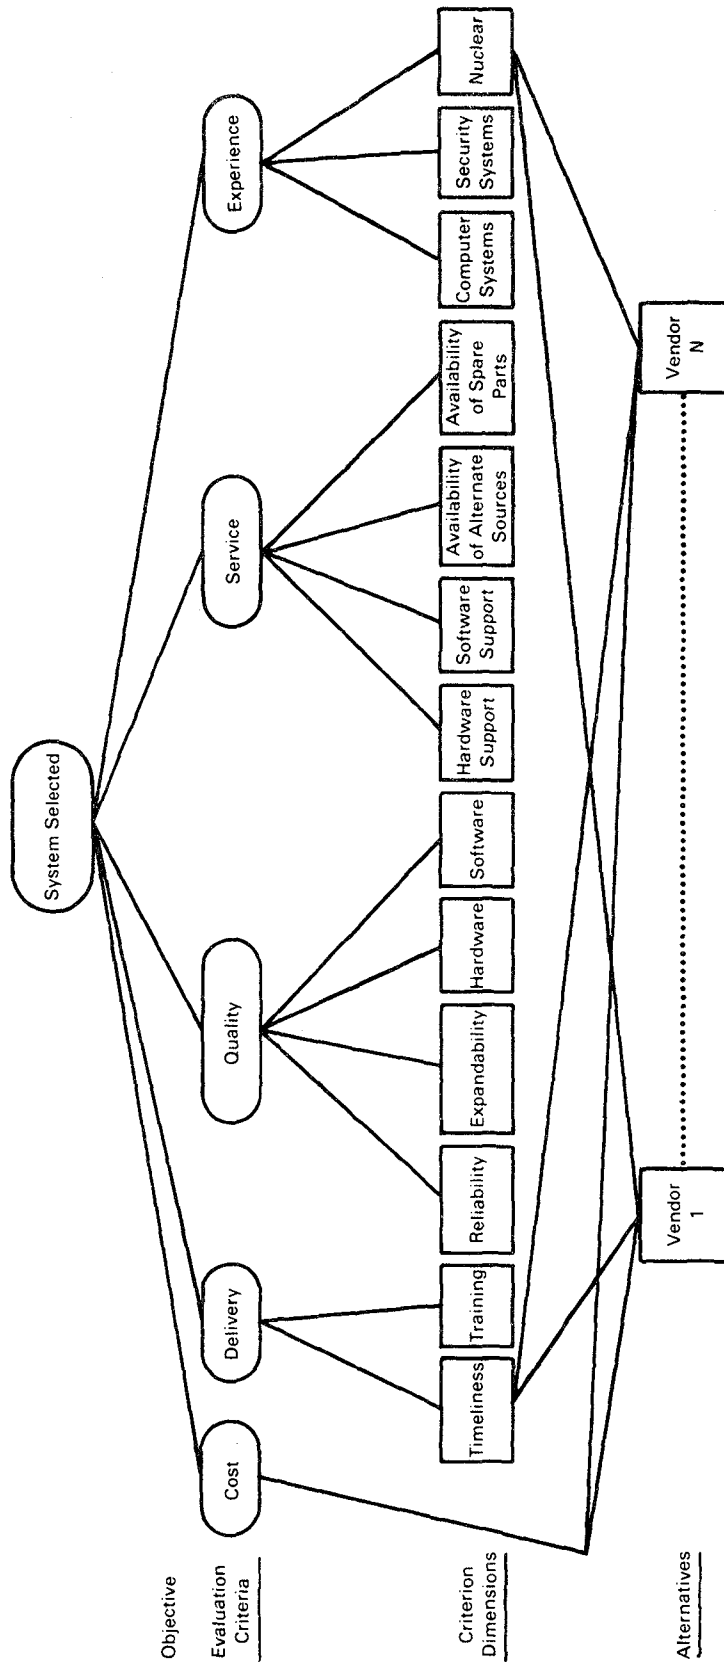 System Selected
Objective
Evaluation
Criteria
Cost
Delivery
Quality
Service
Experience
Criterion
Dimensions
Timeliness
Training
Reliability
Expandability
Hardware
Software
Hardware
Support
Software
Support
Availability
of Alternate
Sources
Availability
of Spare
Parts
Computer
Systems
Security
Systems
Nuclear
Alternatives
Vendor
1
Vendor
N